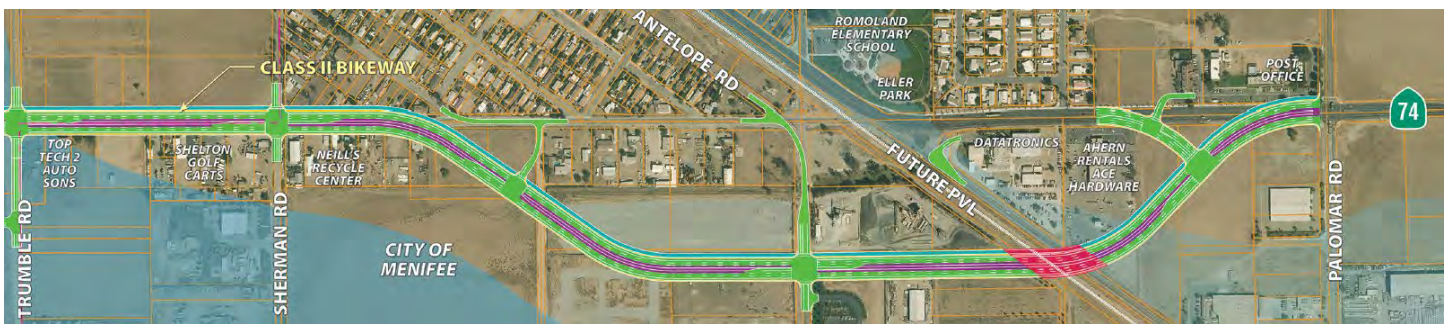 ROMOLAND
ELEMENTARY
SCHOOL
ELLER
PARK
ANTELOPE RD
CLASS II BIKEWAY
POST
OFFICE
74
TOP
TECH 2
AUTO
SONS
SHELTON
GOLF
CARTS
NEILL'S
RECYCLE
CENTER
FUTURE PVL
DATATRONICS
AHERN
RENTALS
ACE
HARDWARE
TRUMBLE RD
SHERMAN RD
CITY OF
MENIFEE
PALOMAR RD